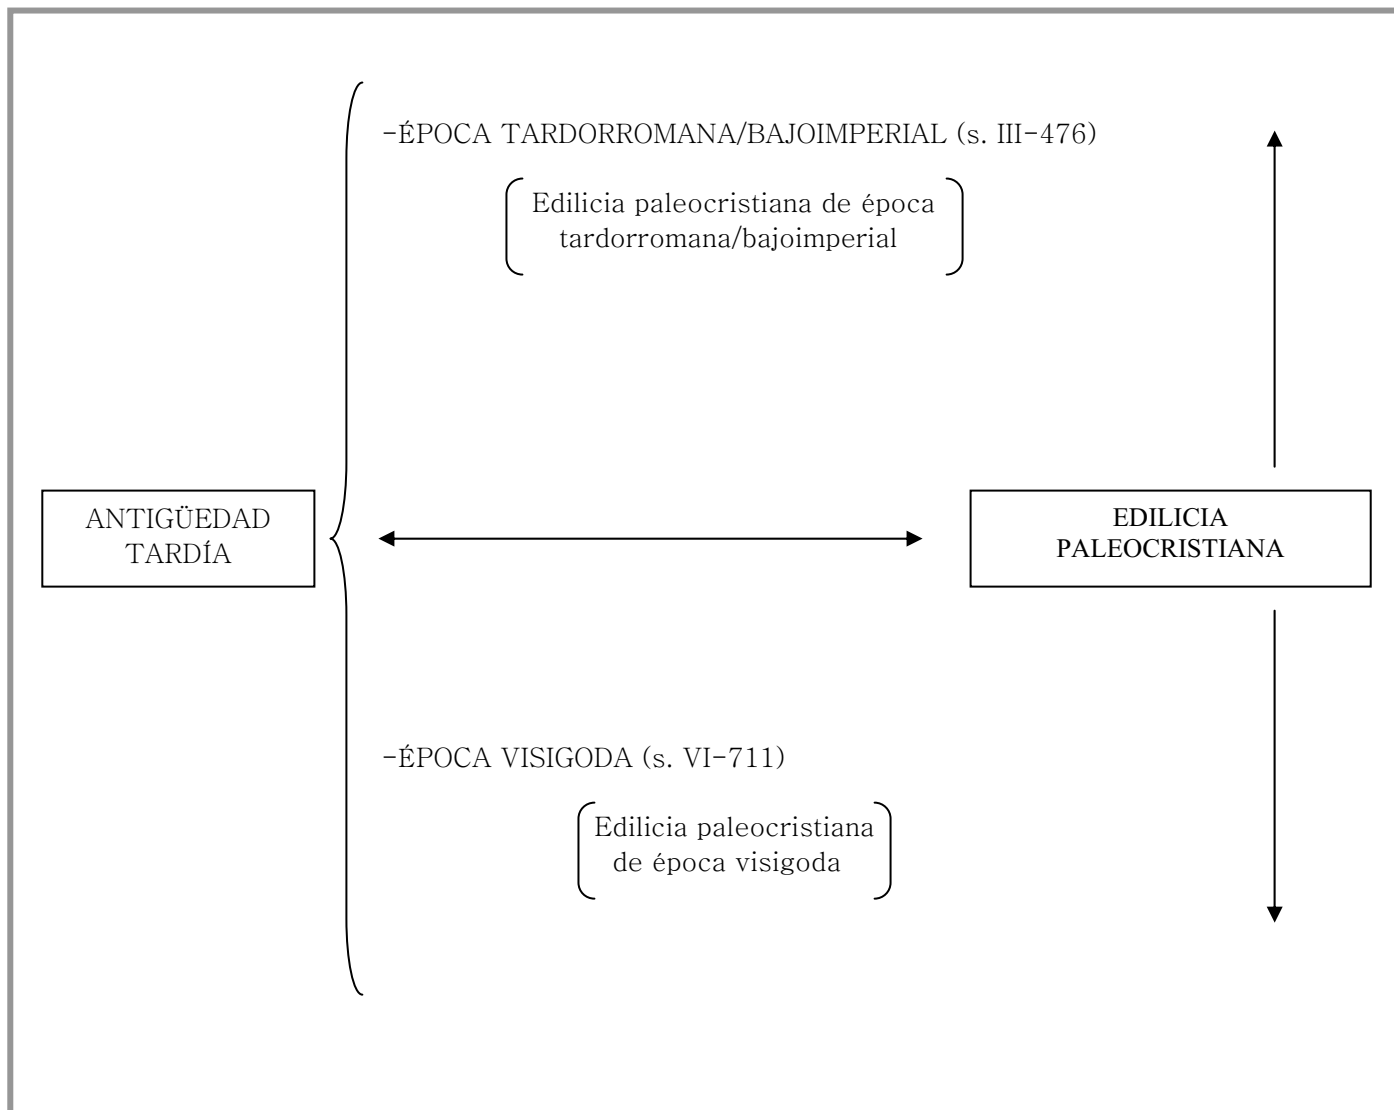 -ÉPOCA TARDORROMANA/BAJOIMPERIAL (s. III-476)
Edilicia paleocristiana de época
tardorromana/bajoimperial
ANTIGÜEDAD
TARDÍA
EDILICIA
PALEOCRISTIANA
-ÉPOCA VISIGODA (s. VI-711)
Edilicia paleocristiana
de época visigoda